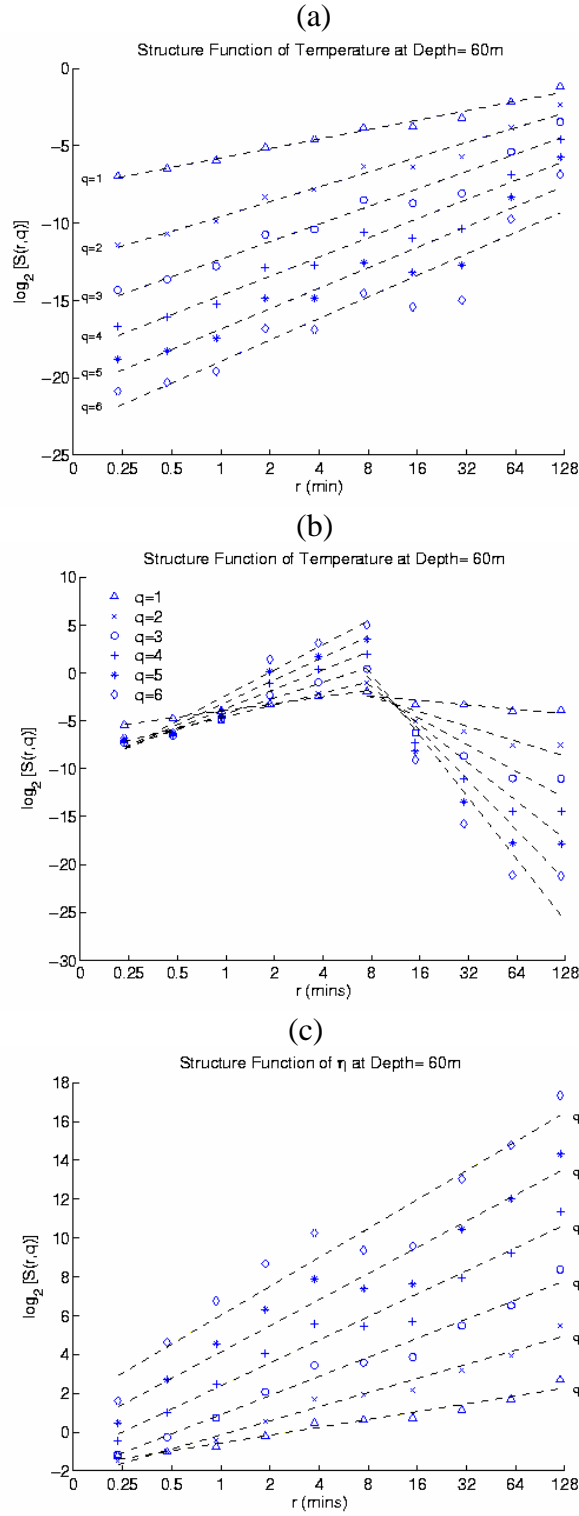 (a)
Structure Function of Temperature at Depth= 60m
0
−5
−10
−15
−20
−25
log2 [S(r,q)]
q=1
q=2
q=3
q=4
q=5
q=6
0 0.25 0.5 1 2 4 8 16 32 64 128
r (min)
(b)
Structure Function of Temperature at Depth= 60m
10
5
0
−5
−10
−15
−20
−25
−30
log2 [S(r,q)]
q=1
q=2
q=3
q=4
q=5
q=6
0 0.25 0.5 1 2 4 8 16 32 64 128
r (mins)
(c)
Structure Function of η at Depth= 60m
18
16
14
12
10
8
6
4
2
0
−2
log2 [S(r,q)]
q
q
q
q
q
q
0 0.25 0.5 1 2 4 8 16 32 64 128
r (mins)